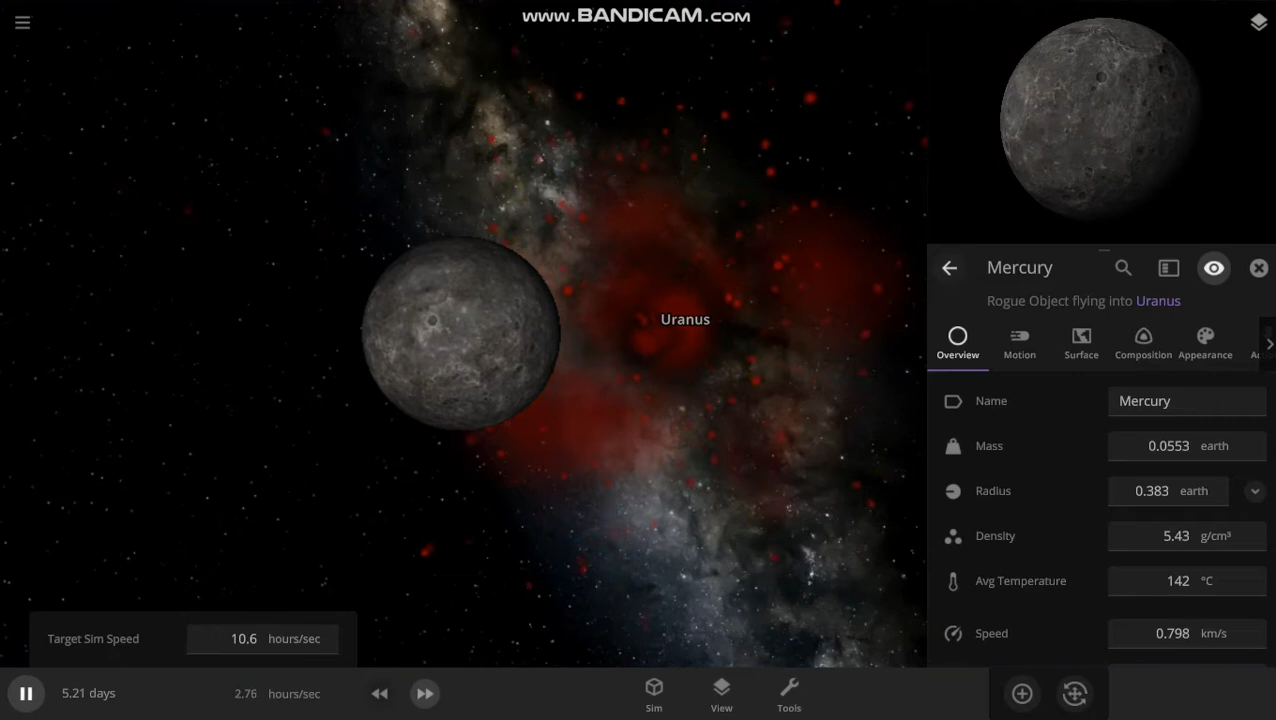 www.BANDICAM.com
Uranus
Mercury
Rogue Object flying into Uranus
Overview
Motion
Surface
Composition
Appearance
Name
Mercury
Mass
0.0553 earth
Radius
0.383 earth
Density
5.43 g/cm³
Avg Temperature
142 °C
Speed
0.798 km/s
Target Sim Speed
10.6 hours/sec
5.21 days
2.76 hours/sec
Sim
View
Tools